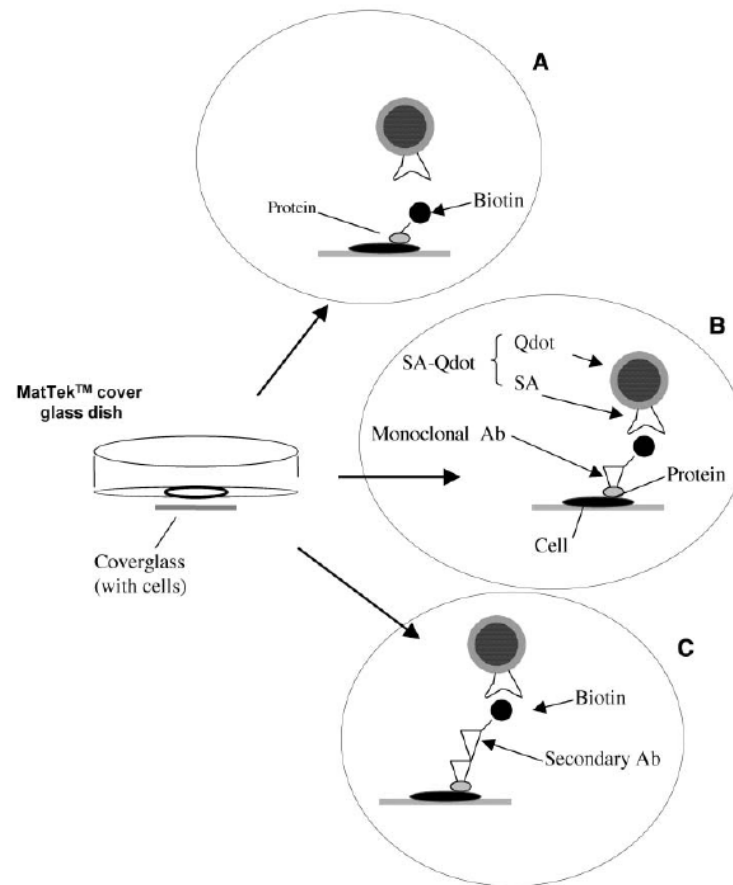 A
Protein
Biotin
B
SA-Qdot
Qdot
SA
Monoclonal Ab
Protein
Cell
MatTek™ cover
glass dish
Coverglass
(with cells)
C
Biotin
Secondary Ab